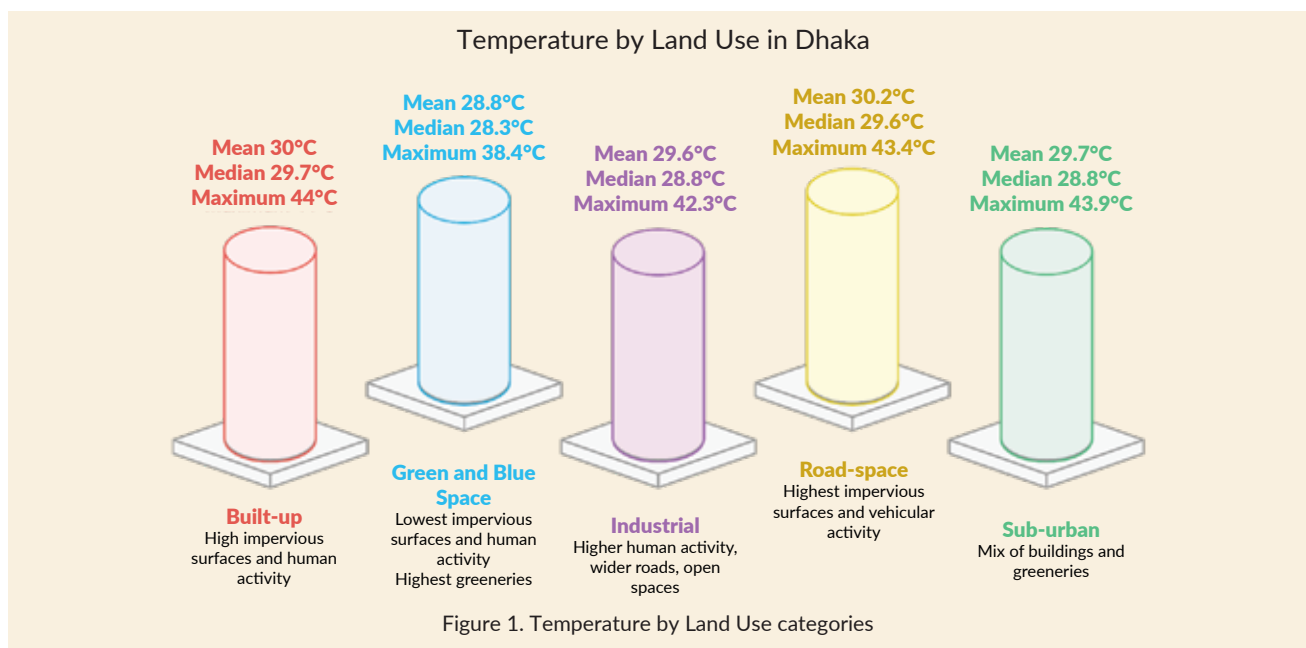 Temperature by Land Use in Dhaka
Mean 30°C
Median 29.7°C
Maximum 44°C
Built-up
High impervious
surfaces and human
activity
Mean 28.8°C
Median 28.3°C
Maximum 38.4°C
Green and Blue
Space
Lowest impervious
surfaces and human
activity
Highest greeneries
Mean 29.6°C
Median 28.8°C
Maximum 42.3°C
Industrial
Higher human activity,
wider roads, open
spaces
Mean 30.2°C
Median 29.6°C
Maximum 43.4°C
Road-space
Highest impervious
surfaces and vehicular
activity
Mean 29.7°C
Median 28.8°C
Maximum 43.9°C
Sub-urban
Mix of buildings and
greeneries
Figure 1. Temperature by Land Use categories